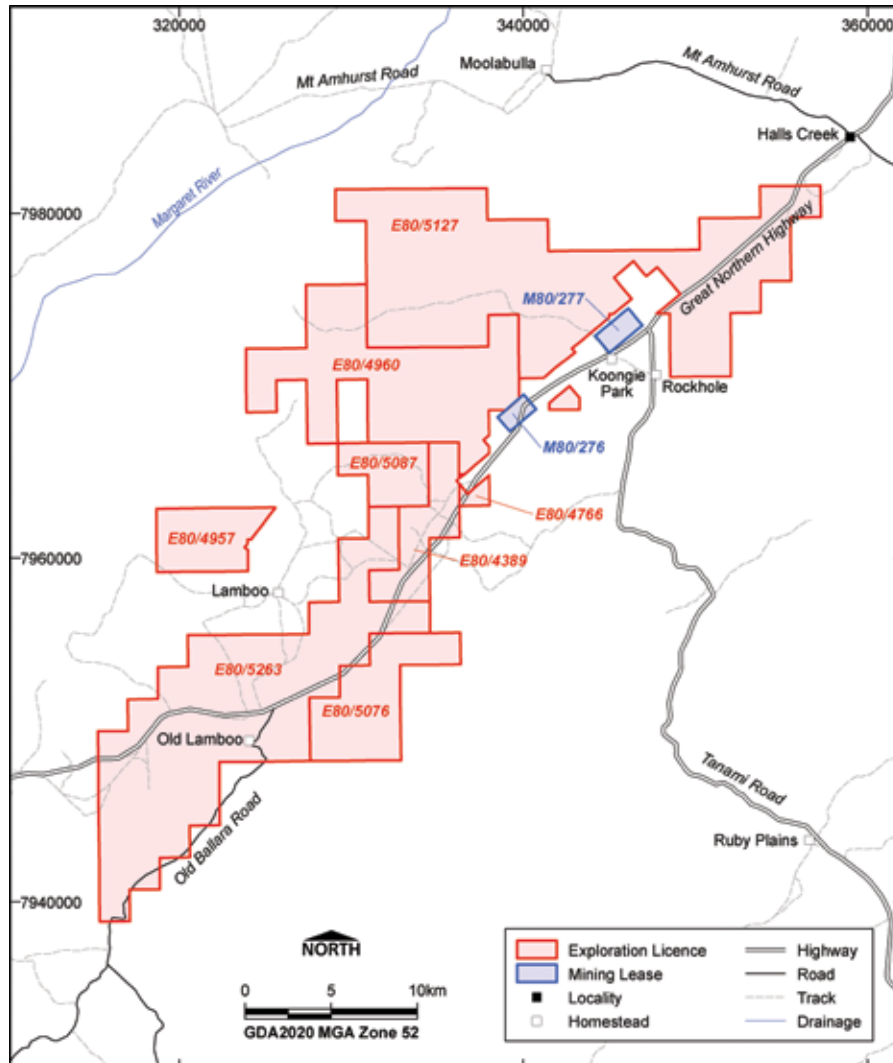 320000
340000
360000
Moolabulla
Mt Amhurst Road
Mt Amhurst Road
Halls Creek
Margaret River
7980000
E80/5127
Great Northern Highway
M80/277
E80/4960
Koongie
Park
Rockhole
M80/276
E80/5087
E80/4766
E80/4957
7960000
E80/4389
Lamboo
E80/5263
E80/5076
Old Lamboo
Tanami Road
Old Ballara Road
Ruby Plains
7940000
NORTH
0 5 10km
GDA2020 MGA Zone 52
Exploration Licence
Mining Lease
Locality
Homestead
Highway
Road
Track
Drainage